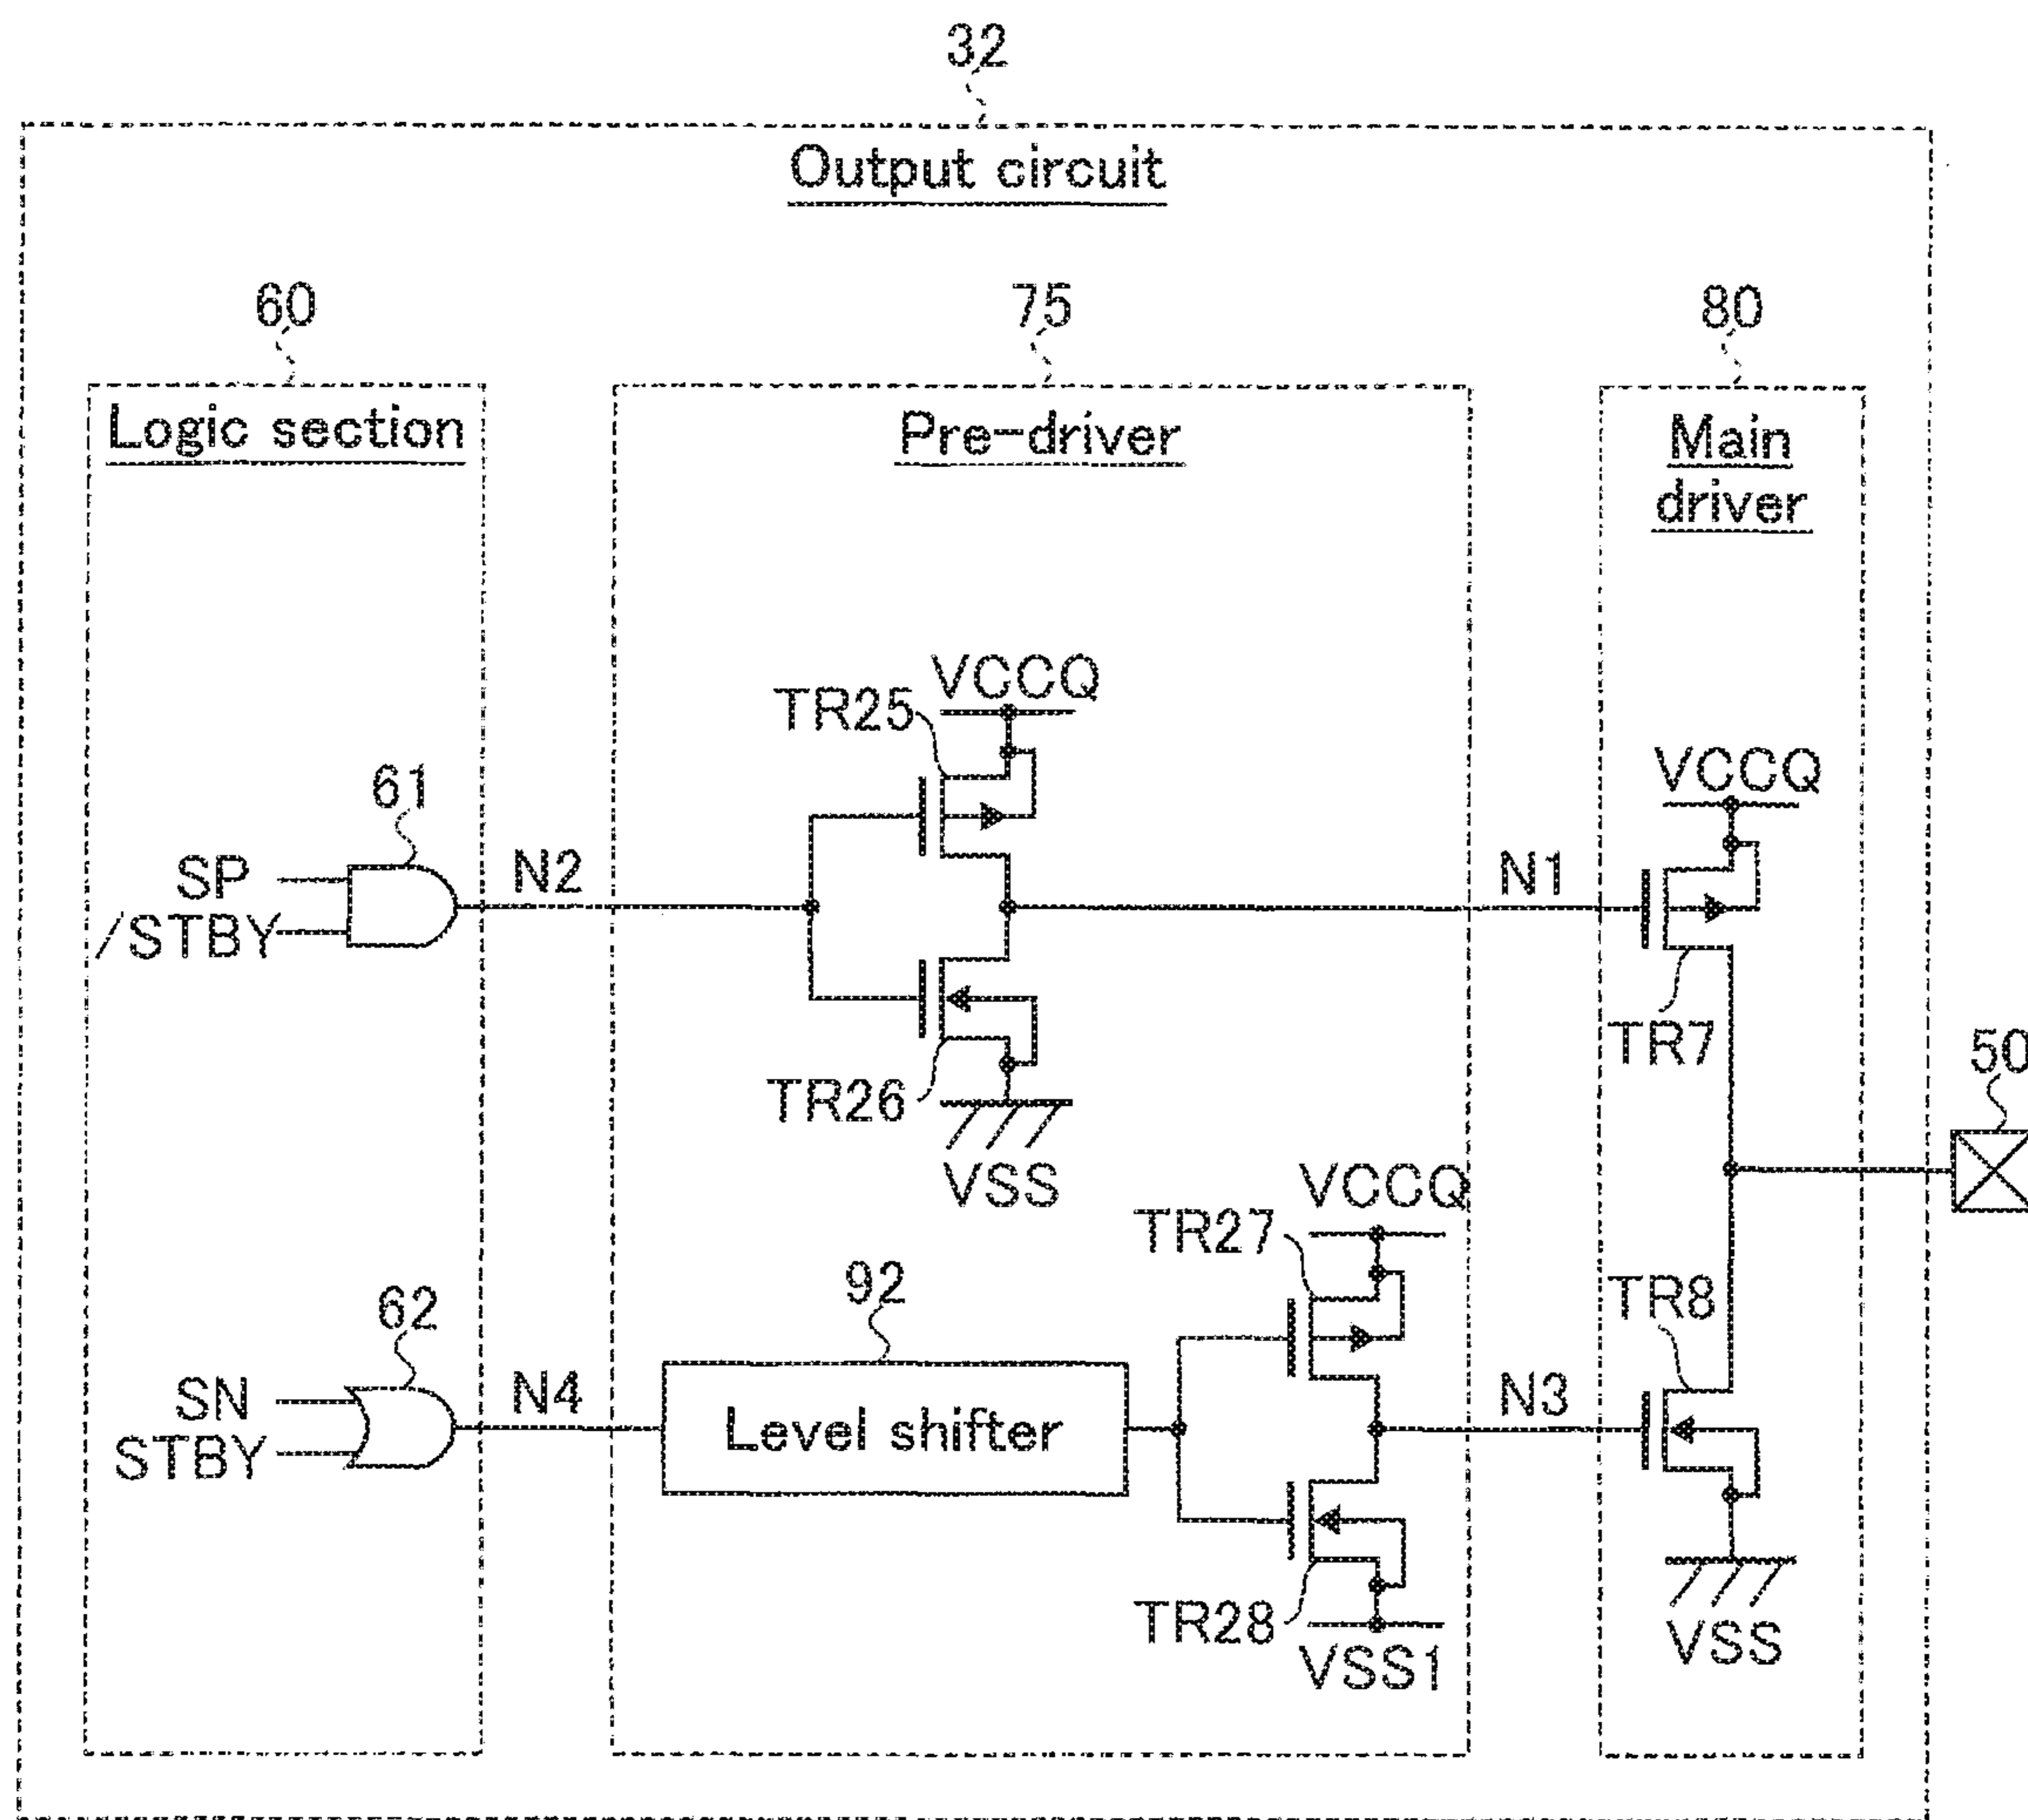 32
Output circuit
60
75
80
Logic section
Pre-driver
Main
driver
VCCQ
TR25
VCCQ
61
SP
/STBY
N2
N1
TR7
TR26
VSS
50
VCCQ
TR27
92
62
TR8
SN
STBY
N4
Level shifter
N3
TR28
VSS1
VSS